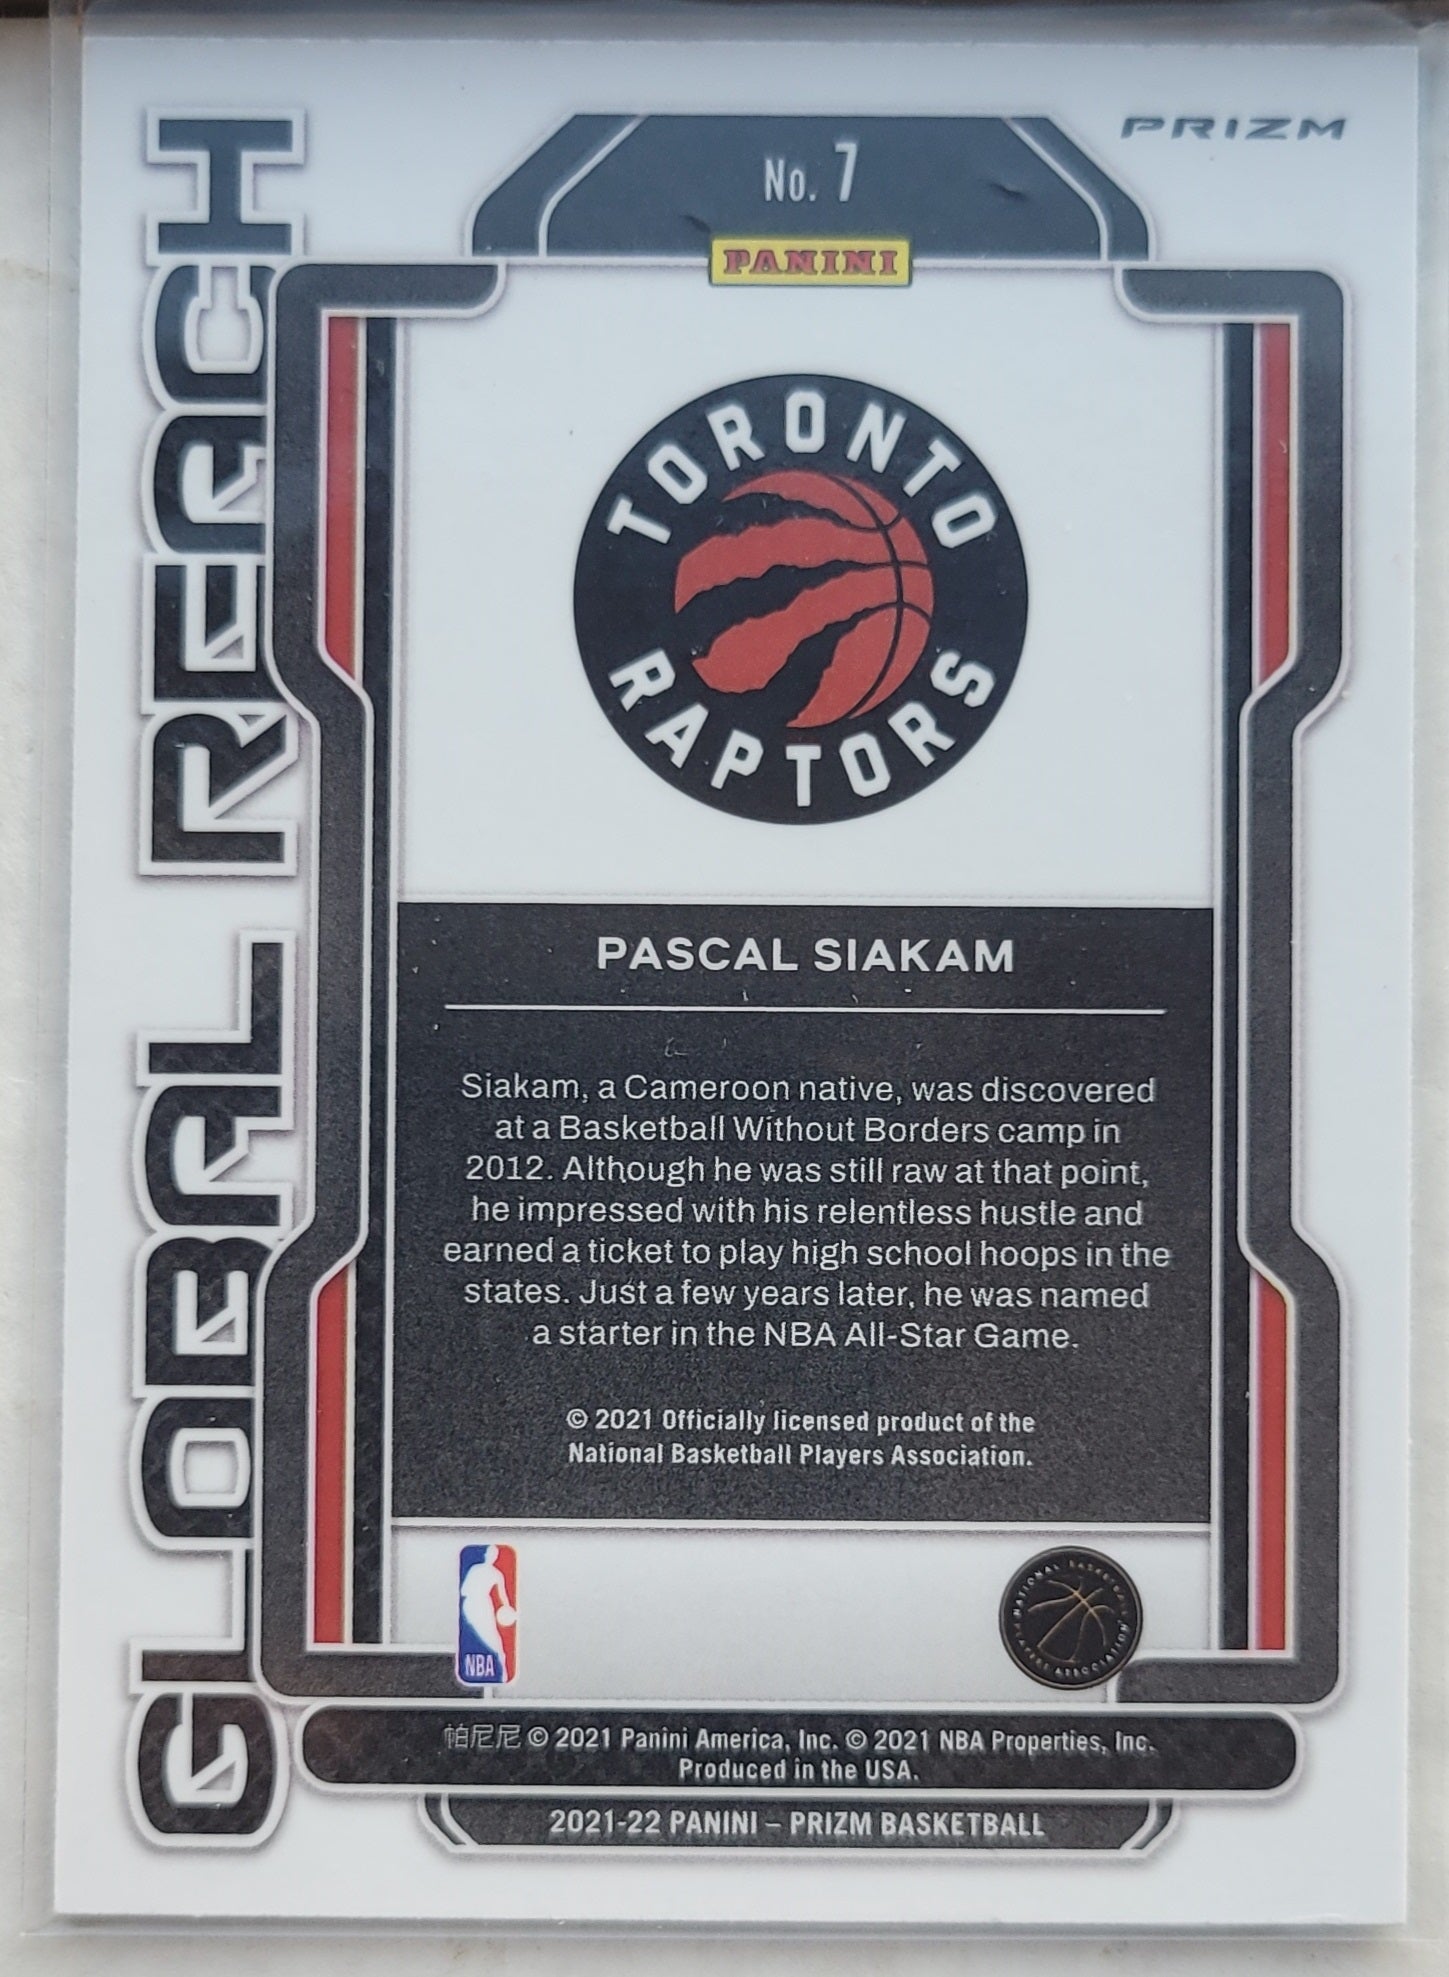 PRIZM
No. 7
PANINI
GLOBAL REACH
TORONTO
RAPTORS
PASCAL SIAKAM
Siakam, a Cameroon native, was discovered
at a Basketball Without Borders camp in
2012. Although he was still raw at that point,
he impressed with his relentless hustle and
earned a ticket to play high school hoops in the
states. Just a few years later, he was named
a starter in the NBA All-Star Game.
© 2021 Officially licensed product of the
National Basketball Players Association.
NBA
NATIONAL BASKETBALL
PLAYERS ASSOCIATION
帕尼尼 © 2021 Panini America, Inc. © 2021 NBA Properties, Inc.
Produced in the USA.
2021-22 PANINI – PRIZM BASKETBALL